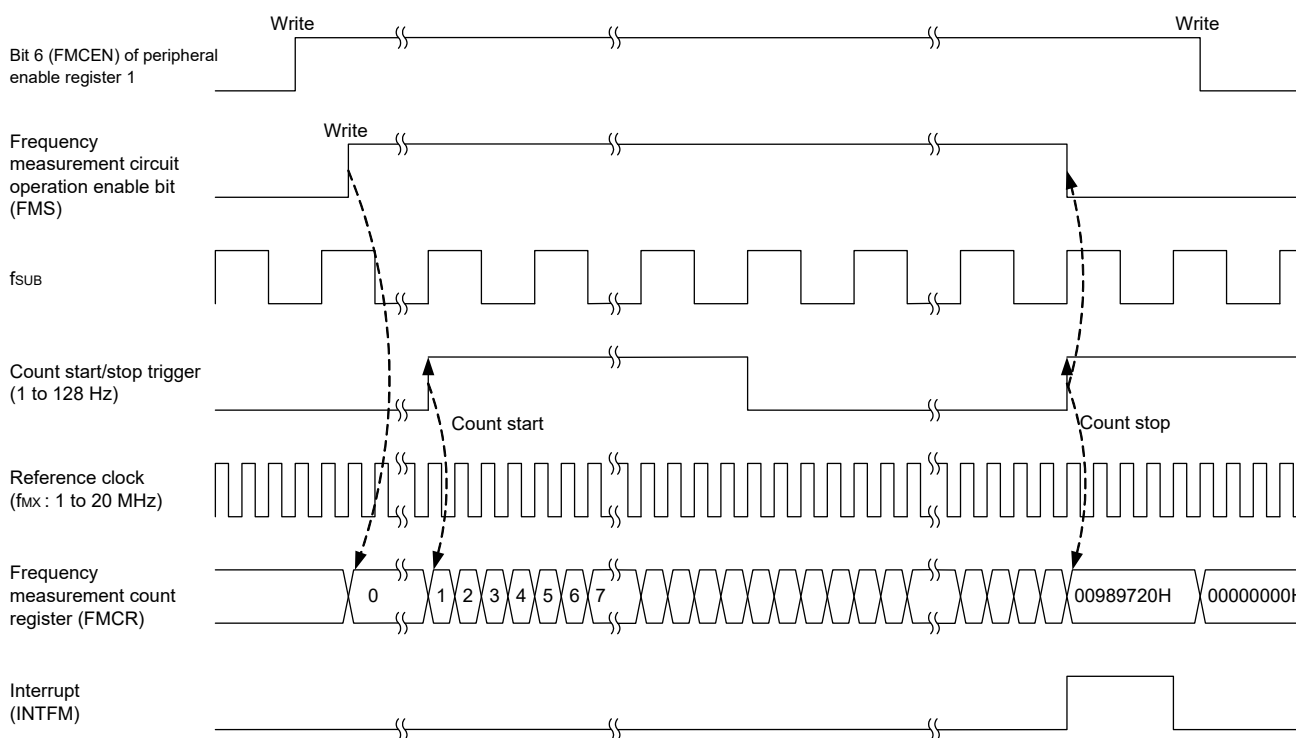 Write
Write
Bit 6 (FMCEN) of peripheral
enable register 1
Write
Frequency
measurement circuit
operation enable bit
(FMS)
fSUB
Count start/stop trigger
(1 to 128 Hz)
Count start
Count stop
Reference clock
(fMX : 1 to 20 MHz)
Frequency
measurement count
register (FMCR)
0
1
2
3
4
5
6
7
00989720H
00000000H
Interrupt
(INTFM)